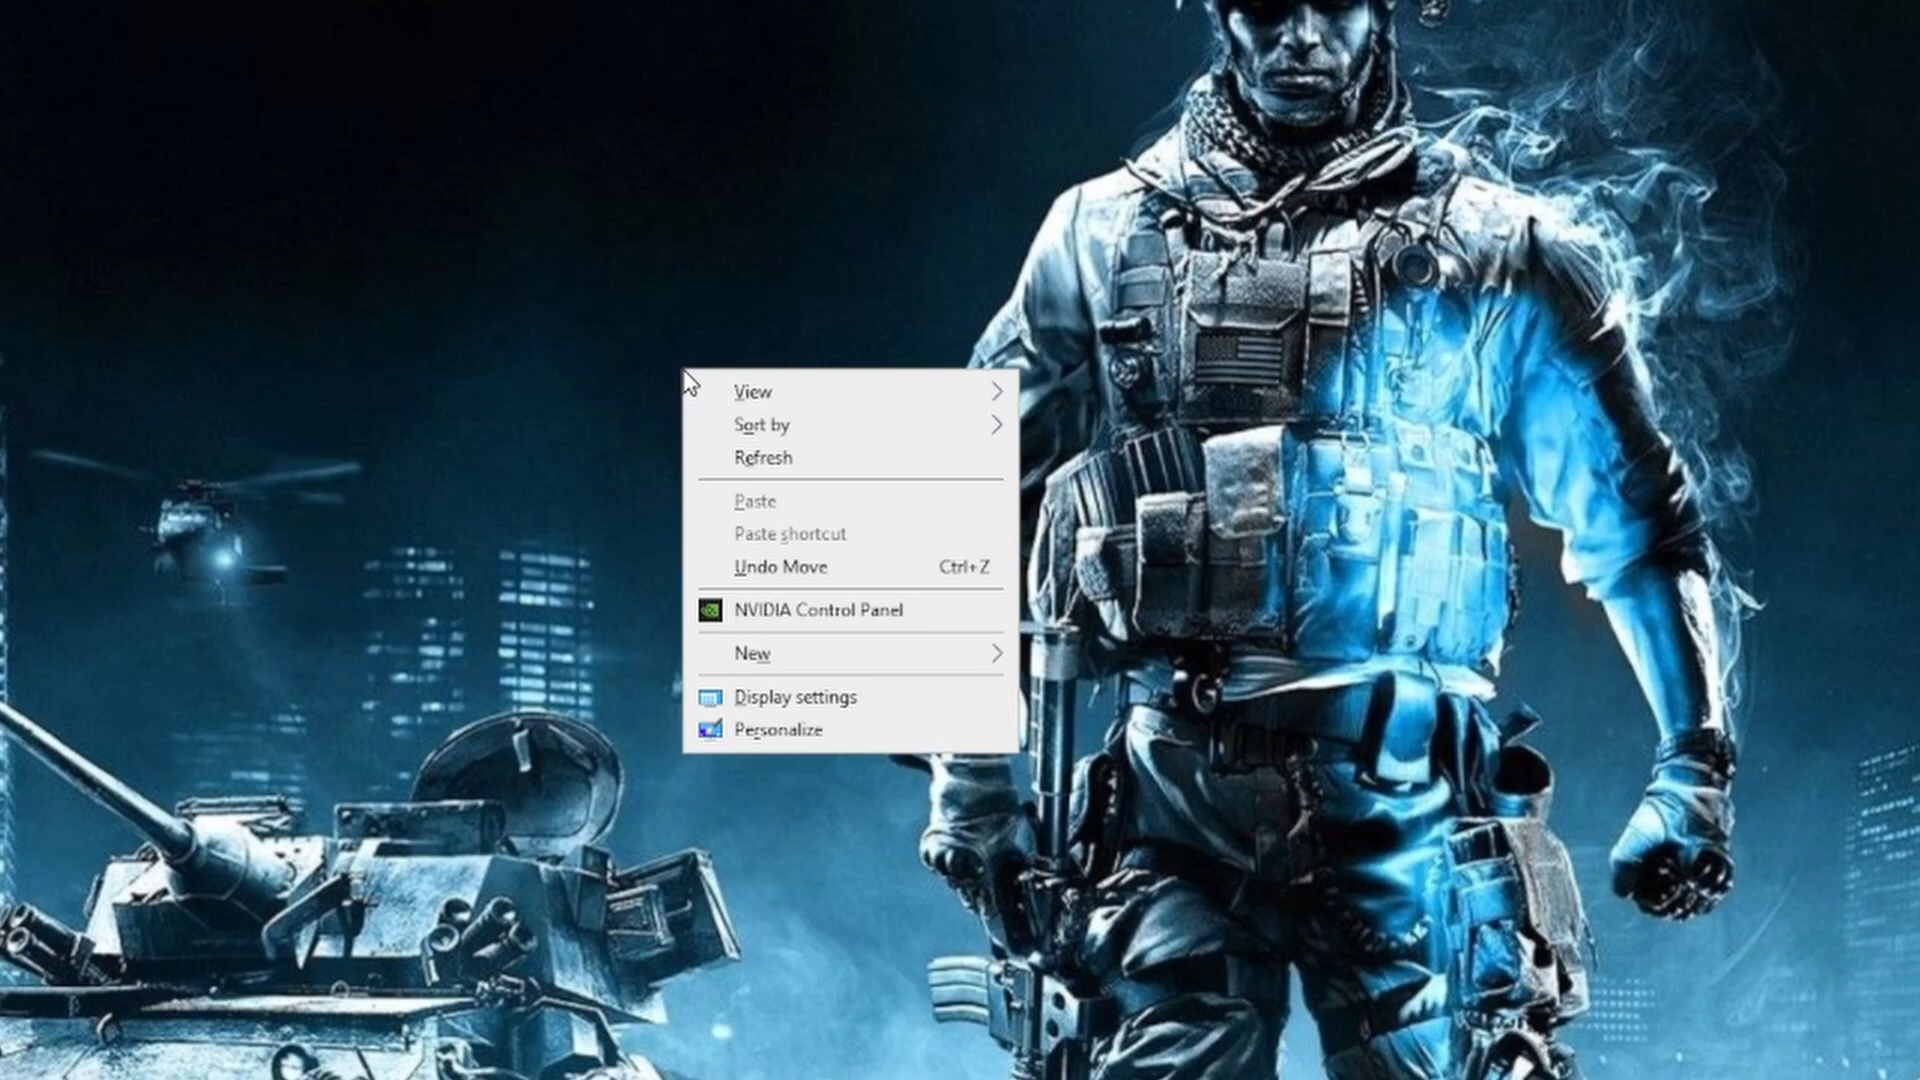 View
Sort by
Refresh
Paste
Paste shortcut
Undo Move Ctrl+Z
NVIDIA Control Panel
New
Display settings
Personalize